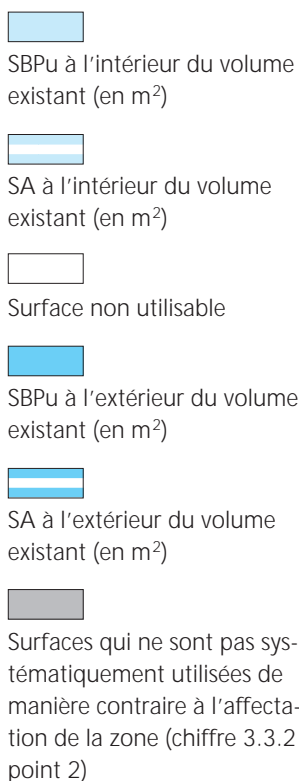 SBPu à l'intérieur du volume
existant (en m²)
SA à l'intérieur du volume
existant (en m²)
Surface non utilisable
SBPu à l'extérieur du volume
existant (en m²)
SA à l'extérieur du volume
existant (en m²)
Surfaces qui ne sont pas sys-
tématiquement utilisées de
manière contraire à l'affecta-
tion de la zone (chiffre 3.3.2
point 2)